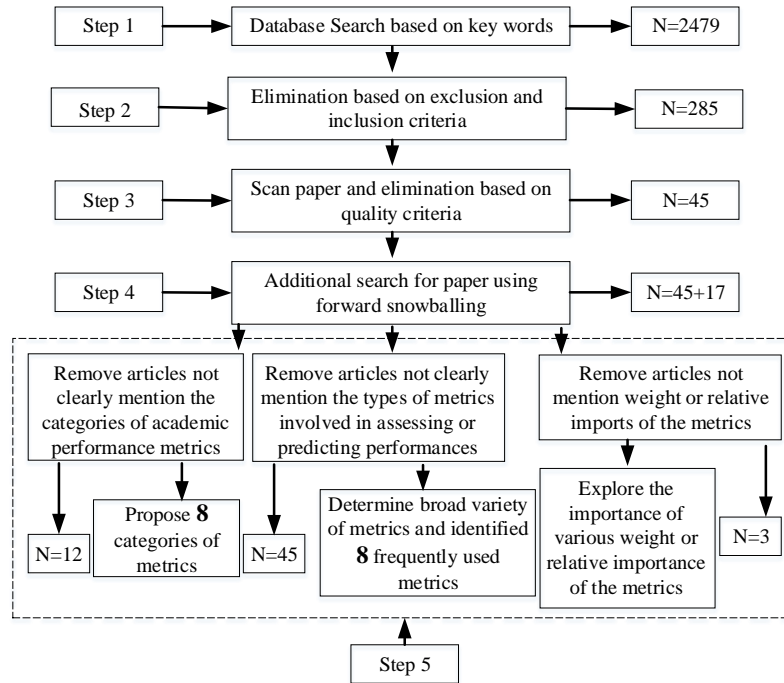 Step 1
Database Search based on key words
N=2479
Step 2
Elimination based on exclusion and
inclusion criteria
N=285
Step 3
Scan paper and elimination based on
quality criteria
N=45
Step 4
Additional search for paper using
forward snowballing
N=45+17
Remove articles not
clearly mention the
categories of academic
performance metrics
Remove articles not clearly
mention the types of metrics
involved in assessing or
predicting performances
Remove articles not
mention weight or relative
imports of the metrics
N=12
Propose 8
categories of
metrics
N=45
Determine broad variety
of metrics and identified
8 frequently used
metrics
Explore the
importance of
various weight or
relative importance
of the metrics
N=3
Step 5